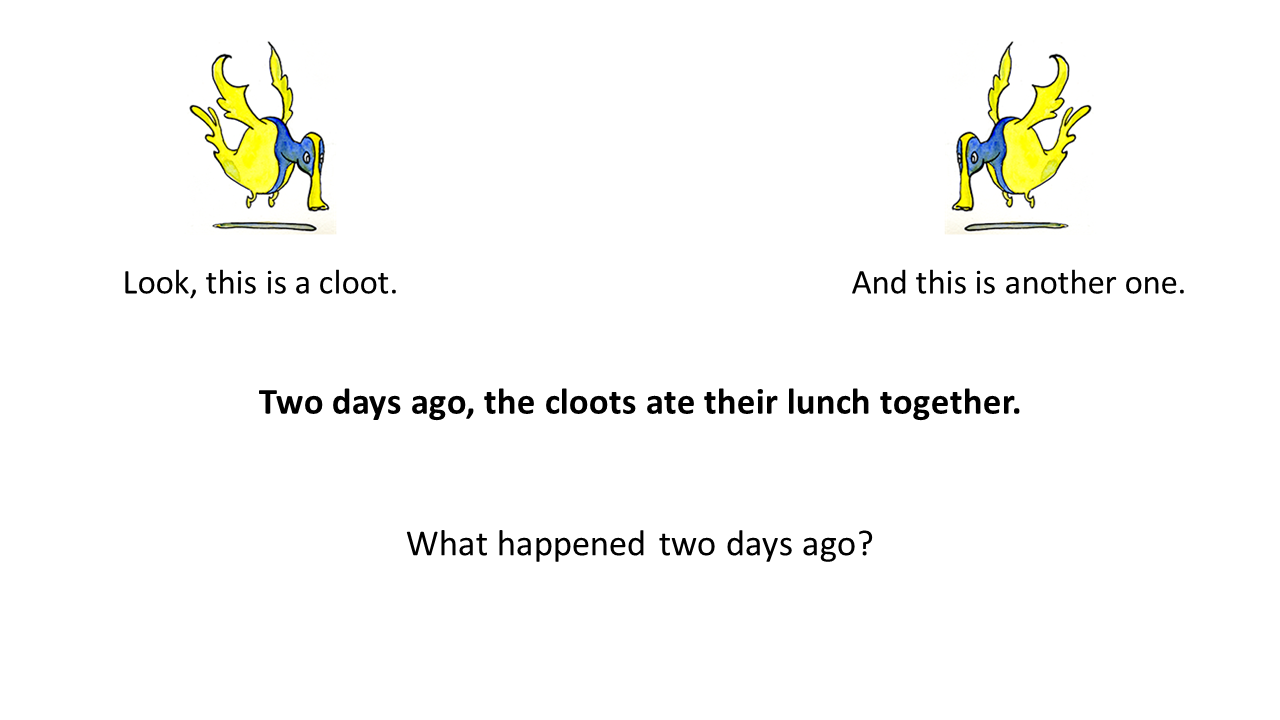 Look, this is a cloot.
And this is another one.
Two days ago, the cloots ate their lunch together.
What happened two days ago?